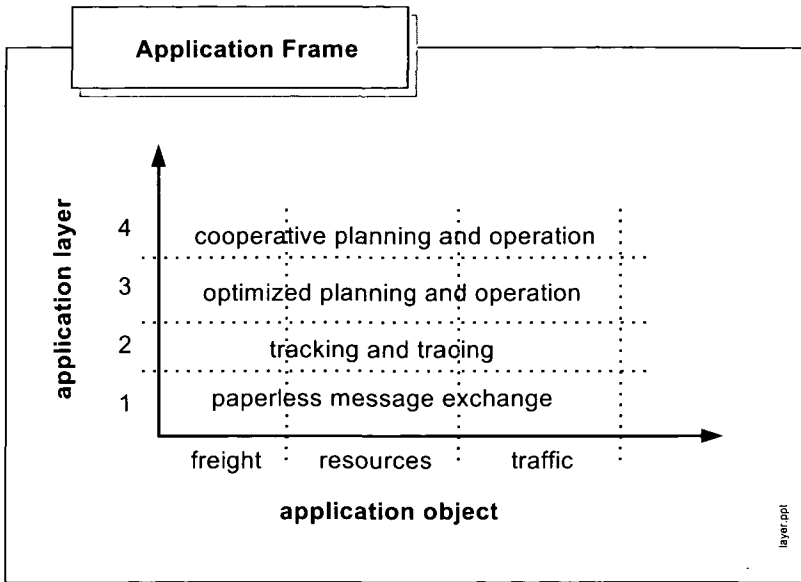 Application Frame
application layer
4
cooperative planning and operation
3
optimized planning and operation
2
tracking and tracing
1
paperless message exchange
freight
resources
traffic
application object
layer.ppt